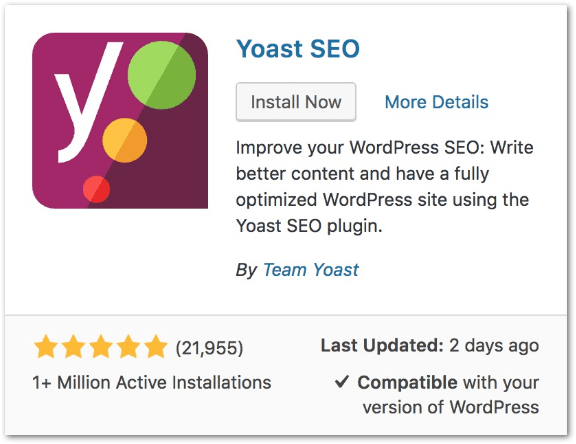 y
Yoast SEO
Install Now More Details
Improve your WordPress SEO: Write
better content and have a fully
optimized WordPress site using the
Yoast SEO plugin.
By Team Yoast
(21,955)
1+ Million Active Installations
Last Updated: 2 days ago
✔ Compatible with your
version of WordPress